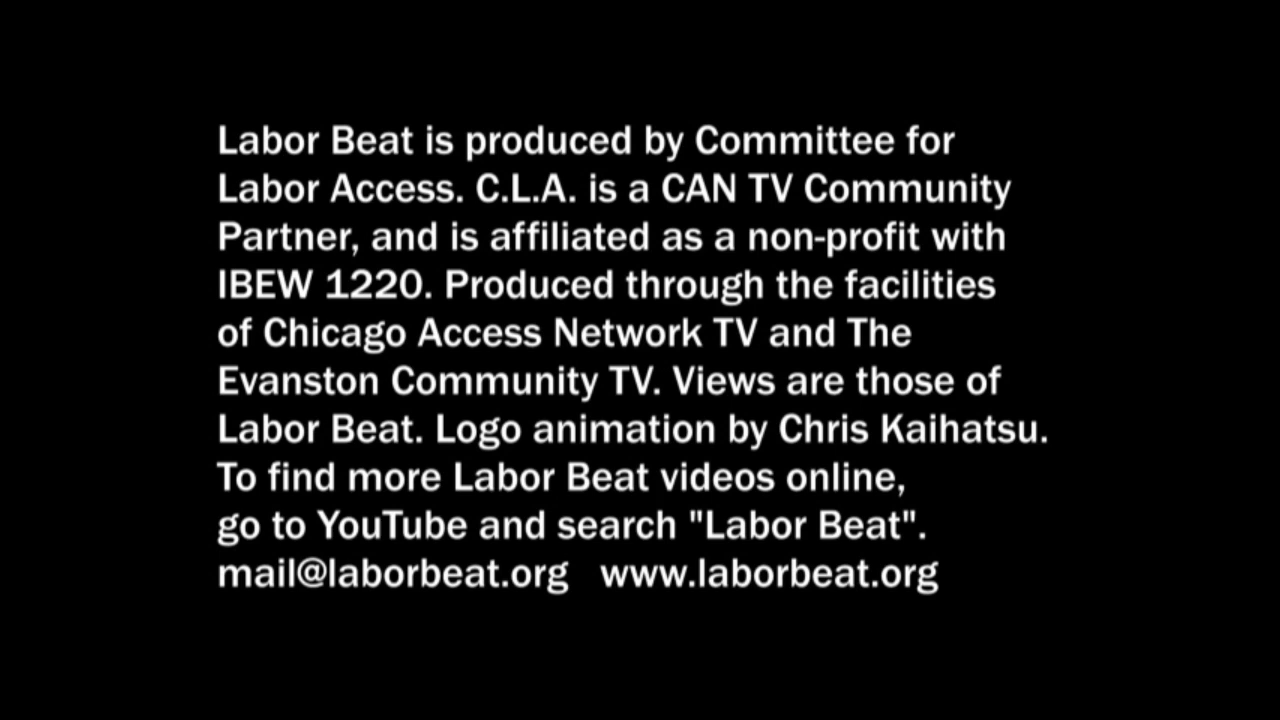 Labor Beat is produced by Committee for
Labor Access. C.L.A. is a CAN TV Community
Partner, and is affiliated as a non-profit with
IBEW 1220. Produced through the facilities
of Chicago Access Network TV and The
Evanston Community TV. Views are those of
Labor Beat. Logo animation by Chris Kaihatsu.
To find more Labor Beat videos online,
go to YouTube and search "Labor Beat".
mail@laborbeat.org   www.laborbeat.org